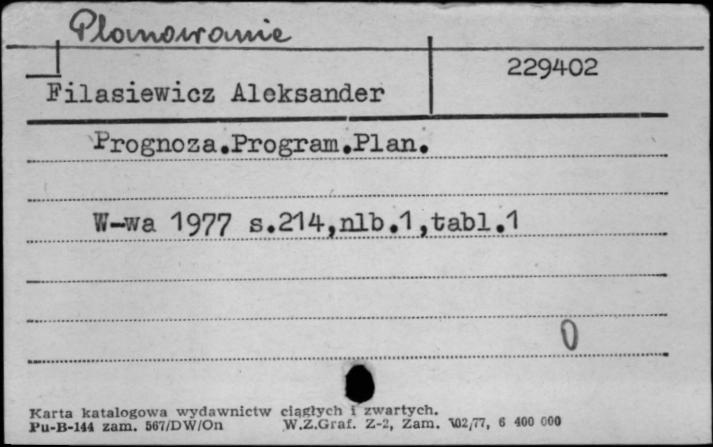 Planowanie
229402
Filasiewicz Aleksander
Prognoza.Program.Plan.
W-wa 1977 s.214,nlb.1,tabl.1
0
Karta katalogowa wydawnictw ciągłych i zwartych.
Pu-B-144 zam. 567/DW/On W.Z.Graf. Z-2, Zam. 102/77, 6 400 000